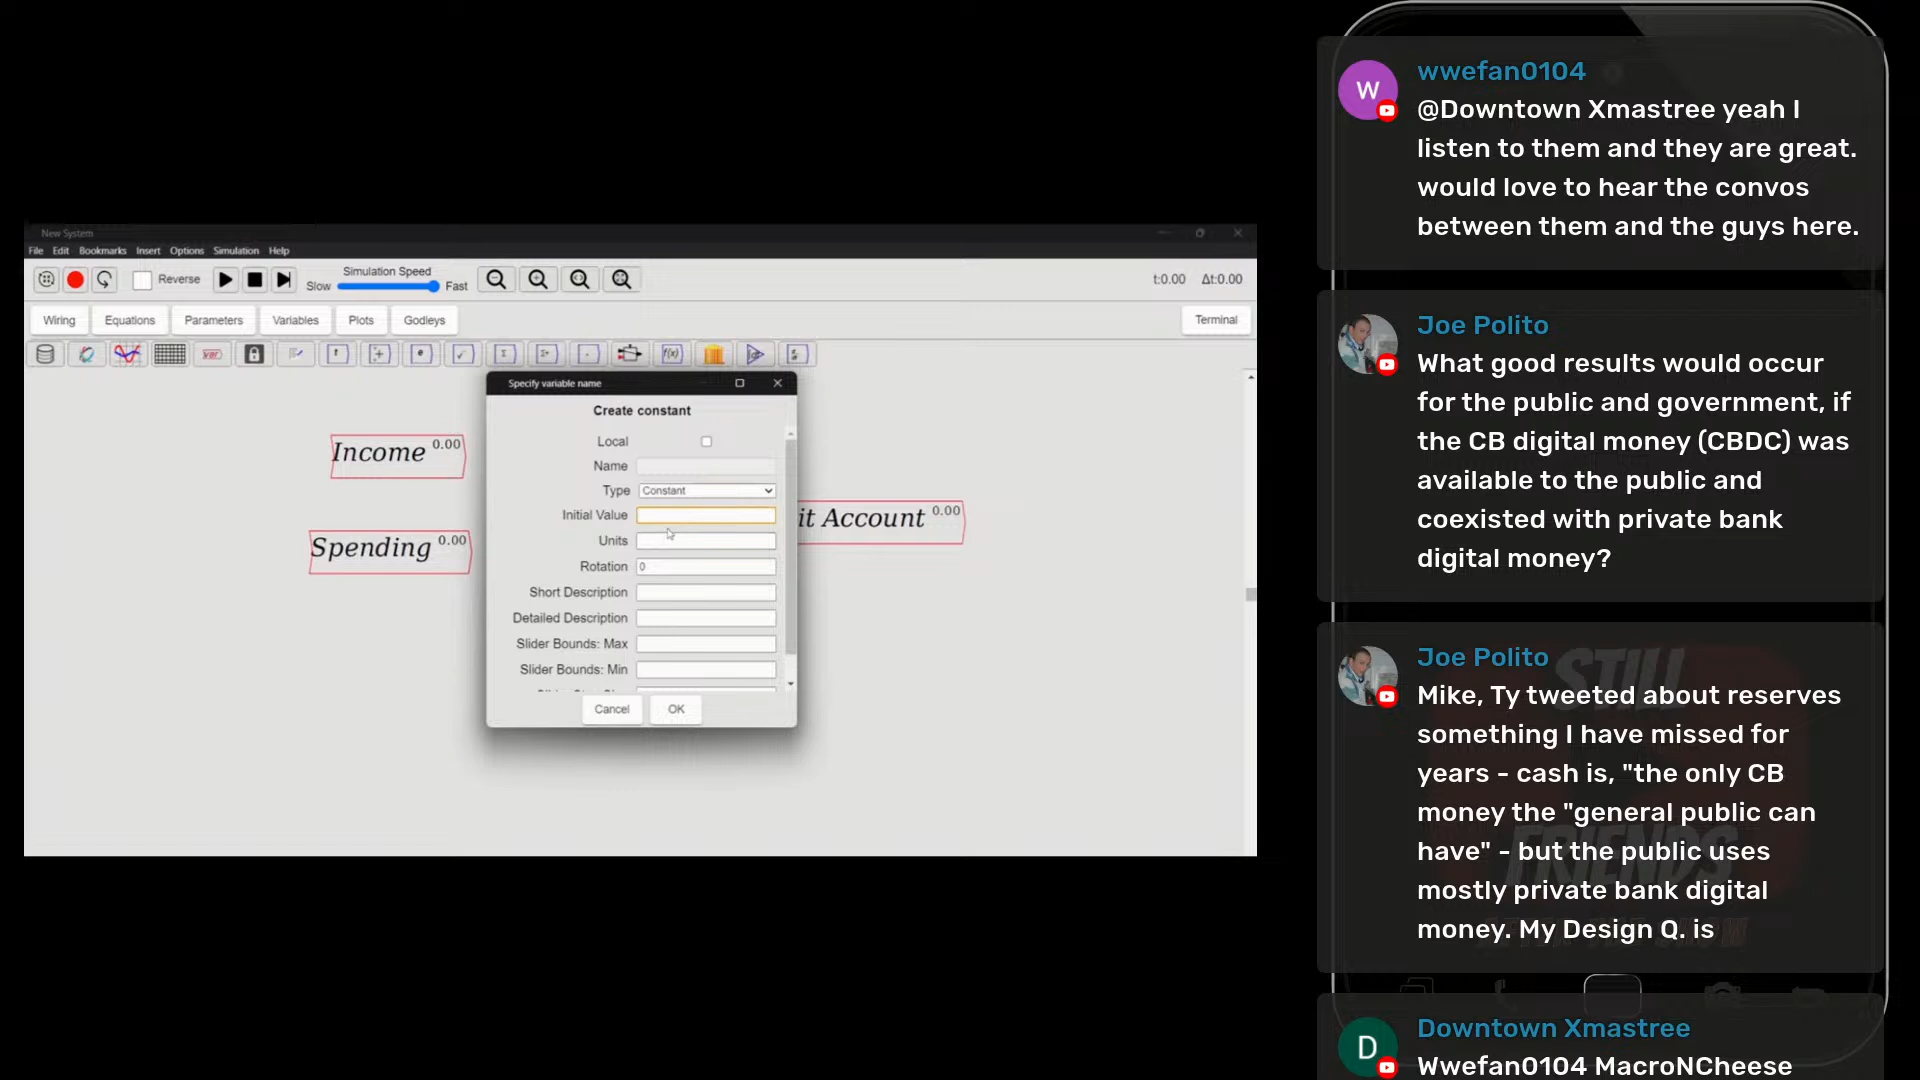 New System
File Edit Bookmarks Insert Options Simulation Help
Reverse
Simulation Speed
Slow
Fast
t:0.00 Δt:0.00
Wiring Equations Parameters Variables Plots Godleys Terminal
var
f(x)
Specify variable name
Create constant
Local
Name
Type Constant
Initial Value
Units
Rotation 0
Short Description
Detailed Description
Slider Bounds: Max
Slider Bounds: Min
Cancel OK
Income 0.00
Spending 0.00
it Account 0.00
W
wwefan0104
@Downtown Xmastree yeah I
listen to them and they are great.
would love to hear the convos
between them and the guys here.
Joe Polito
What good results would occur
for the public and government, if
the CB digital money (CBDC) was
available to the public and
coexisted with private bank
digital money?
Joe Polito
Mike, Ty tweeted about reserves
something I have missed for
years - cash is, "the only CB
money the "general public can
have" - but the public uses
mostly private bank digital
money. My Design Q. is
STILL
FRIENDS
AFTER THE SHOW
D
Downtown Xmastree
Wwefan0104 MacroNCheese